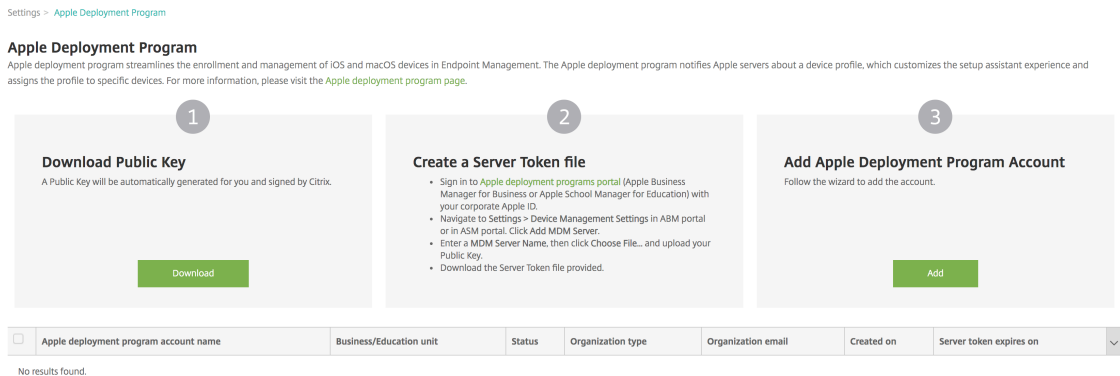 Settings > Apple Deployment Program
Apple Deployment Program
Apple deployment program streamlines the enrollment and management of iOS and macOS devices in Endpoint Management. The Apple deployment program notifies Apple servers about a device profile, which customizes the setup assistant experience and
assigns the profile to specific devices. For more information, please visit the Apple deployment program page.
1
Download Public Key
A Public Key will be automatically generated for you and signed by Citrix.
Download
2
Create a Server Token file
• Sign in to Apple deployment programs portal (Apple Business
Manager for Business or Apple School Manager for Education) with
your corporate Apple ID.
• Navigate to Settings > Device Management Settings in ABM portal
or in ASM portal. Click Add MDM Server.
• Enter a MDM Server Name, then click Choose File... and upload your
Public Key.
• Download the Server Token file provided.
3
Add Apple Deployment Program Account
Follow the wizard to add the account.
Add
Apple deployment program account name Business/Education unit Status Organization type Organization email Created on Server token expires on
No results found.